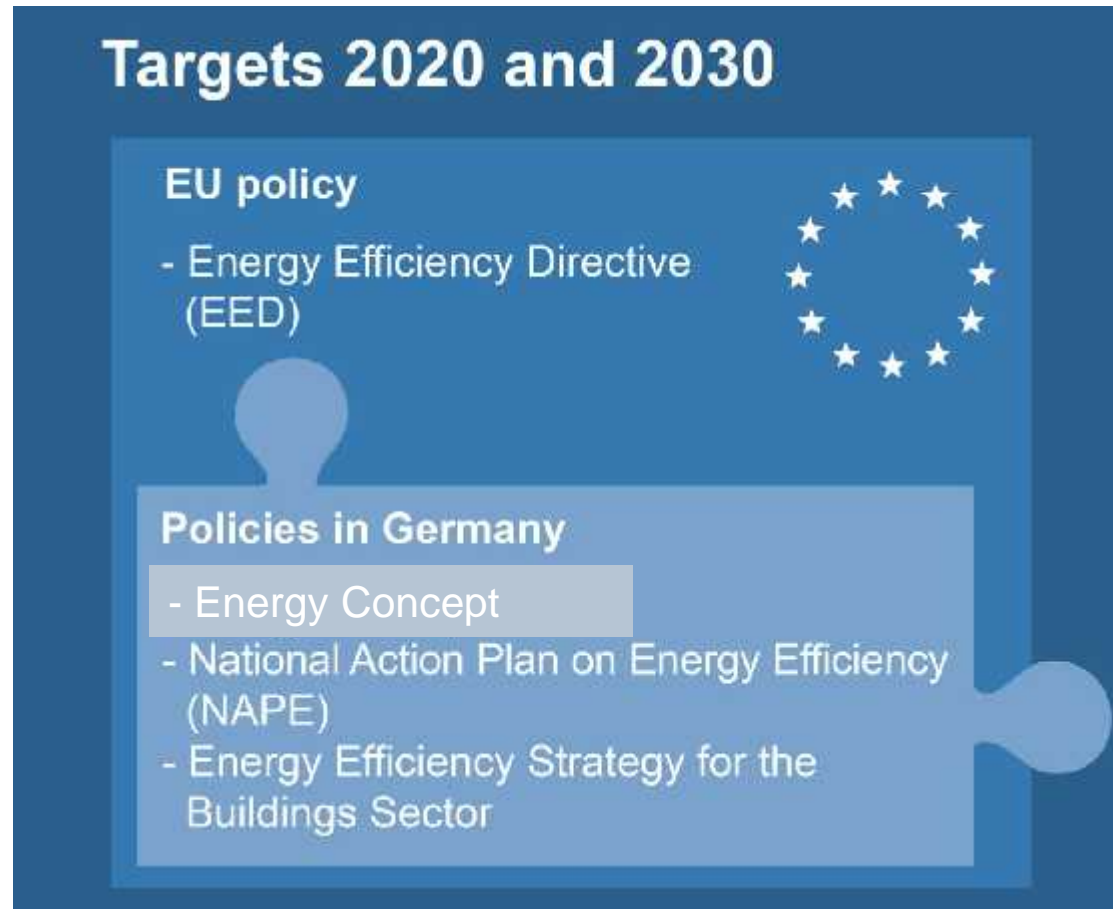 Targets 2020 and 2030
EU policy
- Energy Efficiency Directive
(EED)
Policies in Germany
- Energy Concept
- National Action Plan on Energy Efficiency
(NAPE)
- Energy Efficiency Strategy for the
Buildings Sector